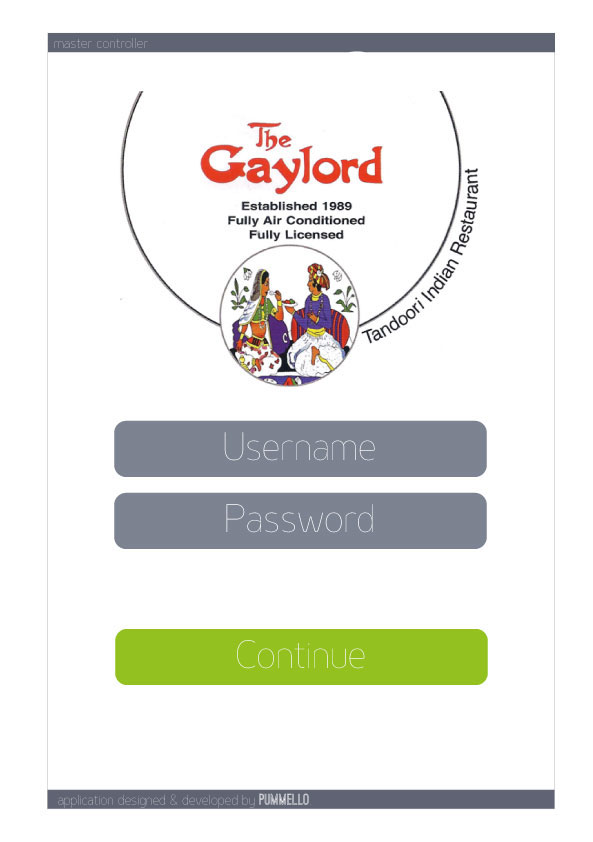 master controller
The
Gaylord
Established 1989
Fully Air Conditioned
Fully Licensed
Tandoori Indian Restaurant
Username
Password
Continue
application designed & developed by PUMMELLO